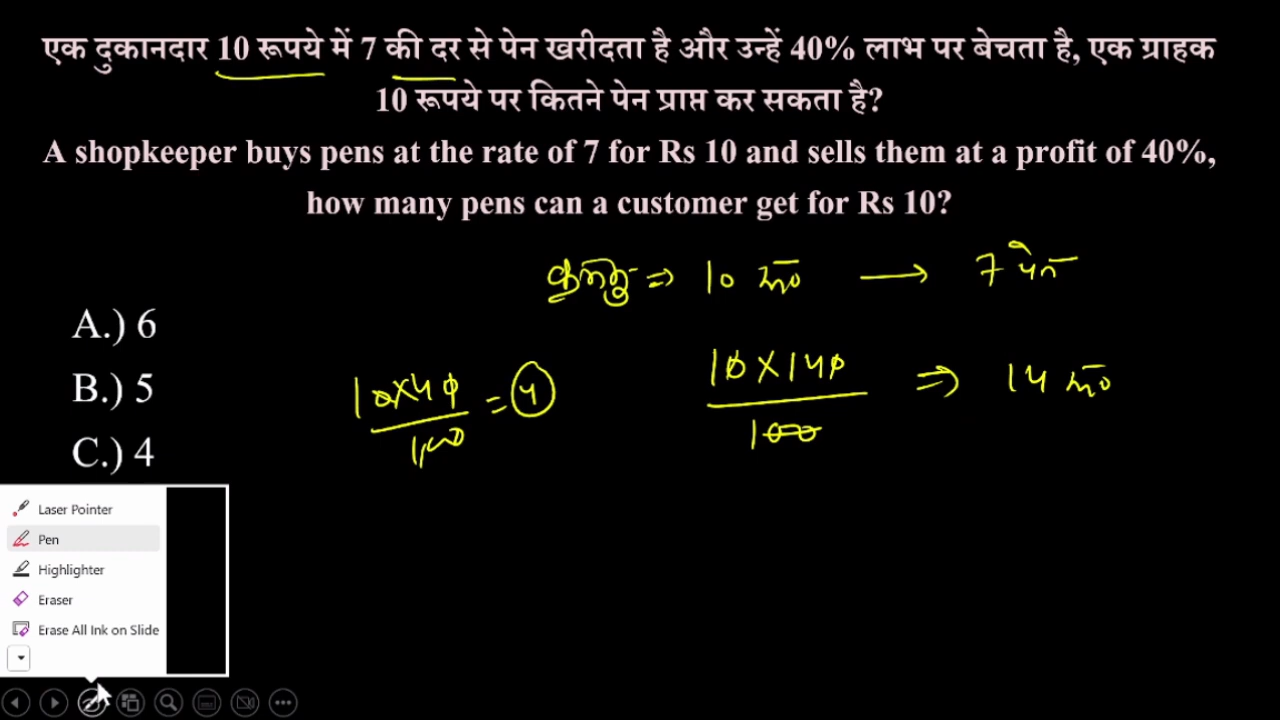 एक दुकानदार 10 रूपये में 7 की दर से पेन खरीदता है और उन्हें 40% लाभ पर बेचता है, एक ग्राहक
10 रूपये पर कितने पेन प्राप्त कर सकता है?
A shopkeeper buys pens at the rate of 7 for Rs 10 and sells them at a profit of 40%,
how many pens can a customer get for Rs 10?
⇒ 10 रू० → 7 पेन
A.) 6
10×40/100 = 4
10×140/100 ⇒ 14 रू०
B.) 5
C.) 4
Laser Pointer
Pen
Highlighter
Eraser
Erase All Ink on Slide